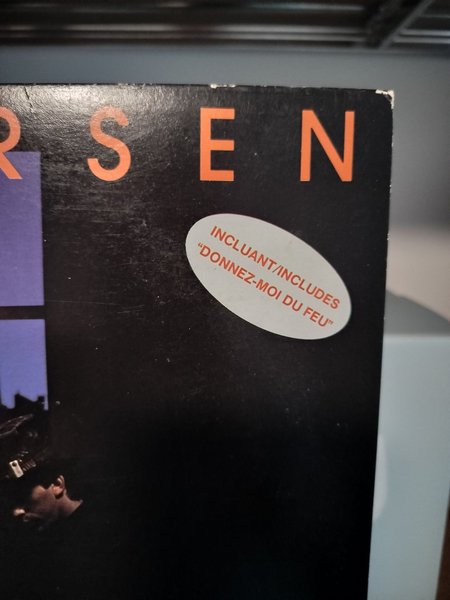 RSEN
INCLUANT/INCLUDES
"DONNEZ-MOI DU FEU"